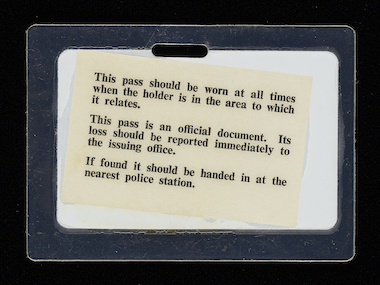 This pass should be worn at all times
when the holder is in the area to which
it relates.
This pass is an official document. Its
loss should be reported immediately to
the issuing office.
If found it should be handed in at the
nearest police station.